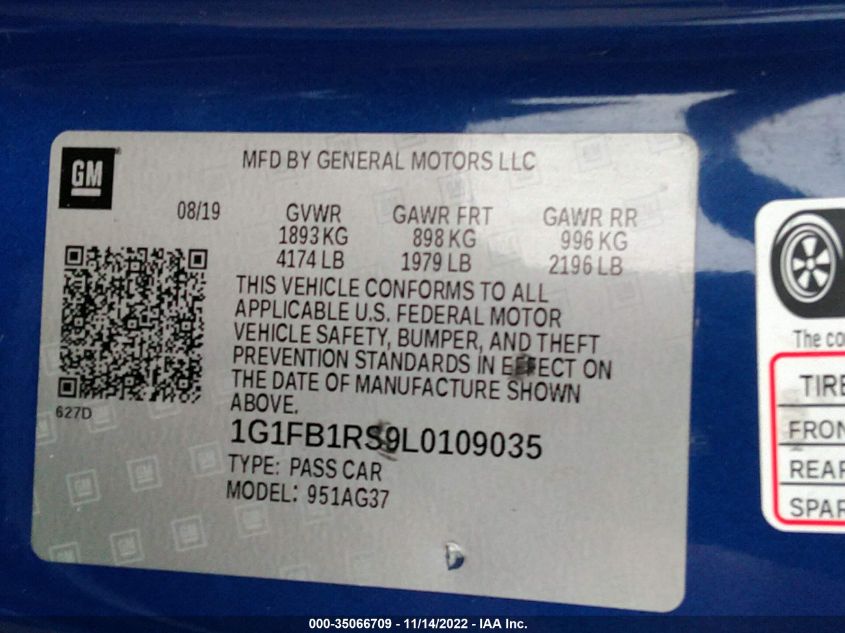 GM
MFD BY GENERAL MOTORS LLC
08/19 GVWR GAWR FRT GAWR RR
1893 KG 898 KG 996 KG
4174 LB 1979 LB 2196 LB
THIS VEHICLE CONFORMS TO ALL
APPLICABLE U.S. FEDERAL MOTOR
VEHICLE SAFETY, BUMPER, AND THEFT
PREVENTION STANDARDS IN EFFECT ON
THE DATE OF MANUFACTURE SHOWN
ABOVE.
627D
1G1FB1RS9L0109035
TYPE: PASS CAR
MODEL: 951AG37
The co
TIRE
FRON
REAR
SPAR
000-35066709 - 11/14/2022 - IAA Inc.